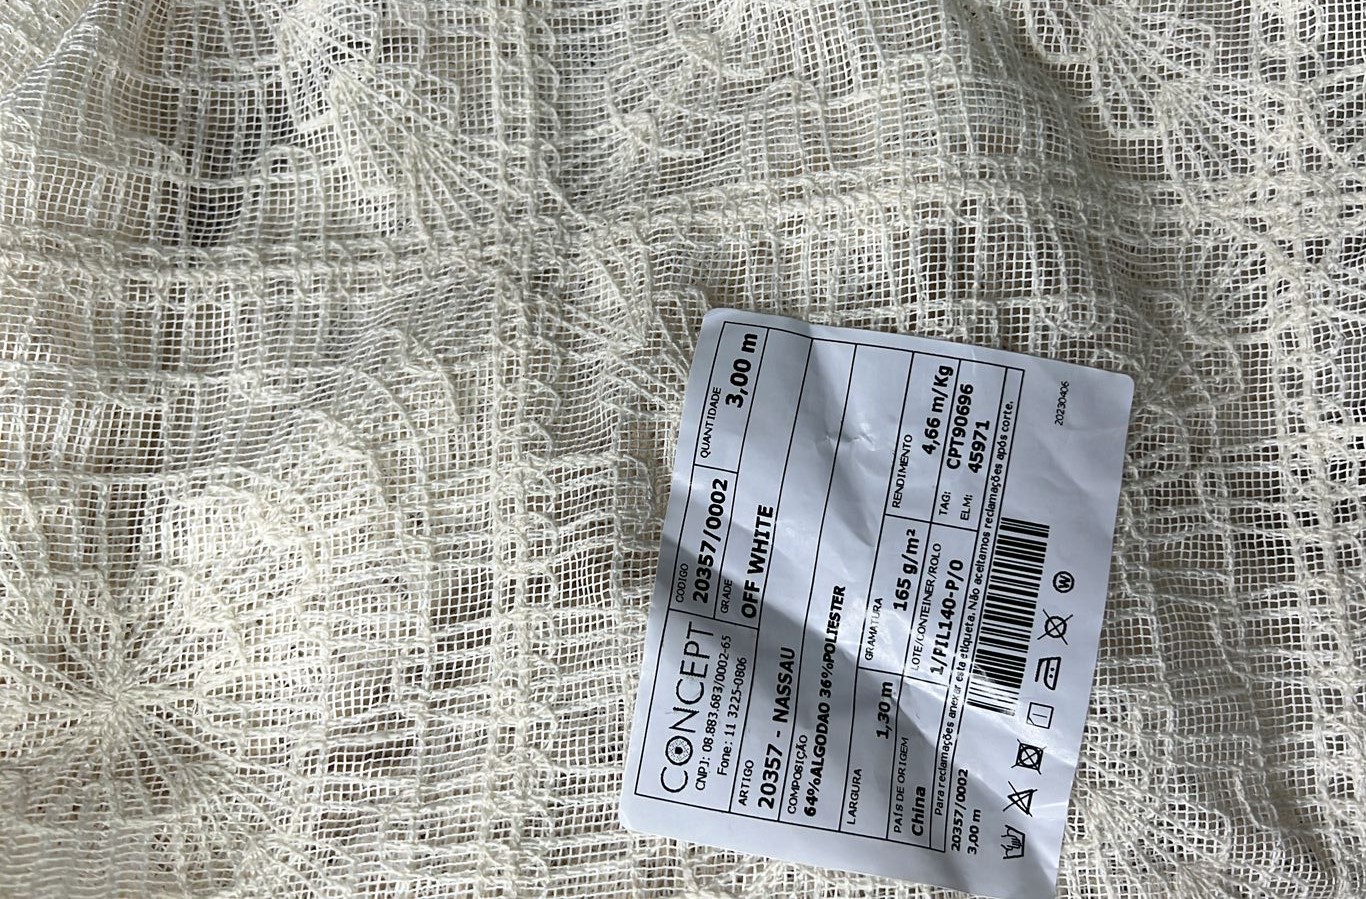 CONCEPT
CNPJ: 08.883.683/0002-65
Fone: 11 3225-0806
CODIGO
20357/0002
QUANTIDADE
3,00 m
GRADE
OFF WHITE
ARTIGO
20357 - NASSAU
COMPOSIÇÃO
64%ALGODAO 36%POLIESTER
LARGURA
1,30 m
GRAMATURA
165 g/m²
RENDIMENTO
4,66 m/Kg
PAÍS DE ORIGEM
China
LOTE/CONTEINER/ROLO
1/PIL140-P/0
TAG: CPT90696
ELM: 45971
Para reclamações anexar esta etiqueta. Não aceitamos reclamações após corte.
20357/0002
3,00 m
20230406
W